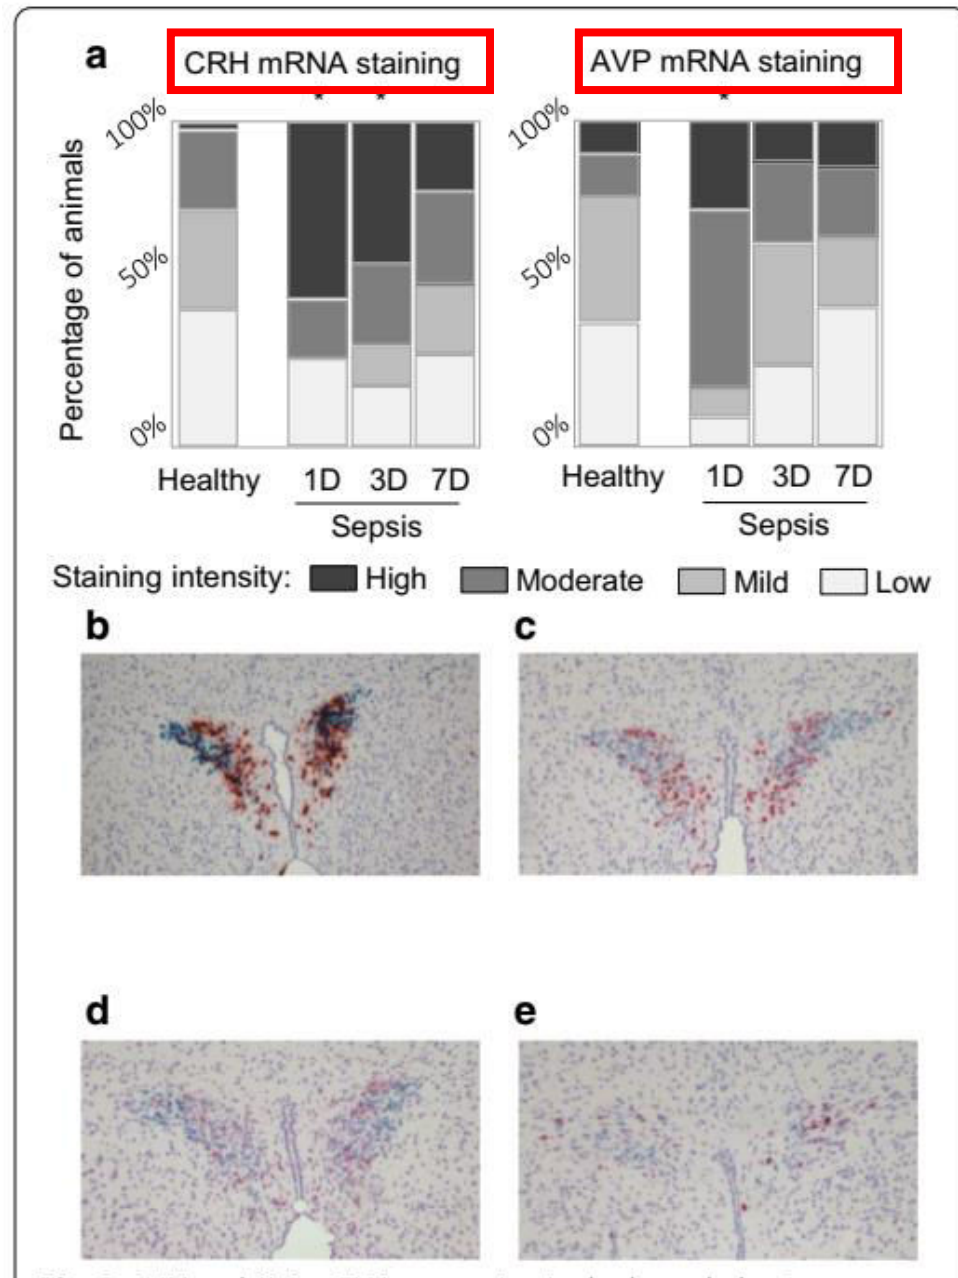 a
CRH mRNA staining
AVP mRNA staining
* *
*
Percentage of animals
100%
50%
0%
100%
50%
0%
Healthy 1D 3D 7D
Sepsis
Healthy 1D 3D 7D
Sepsis
Staining intensity: High Moderate Mild Low
b
c
d
e